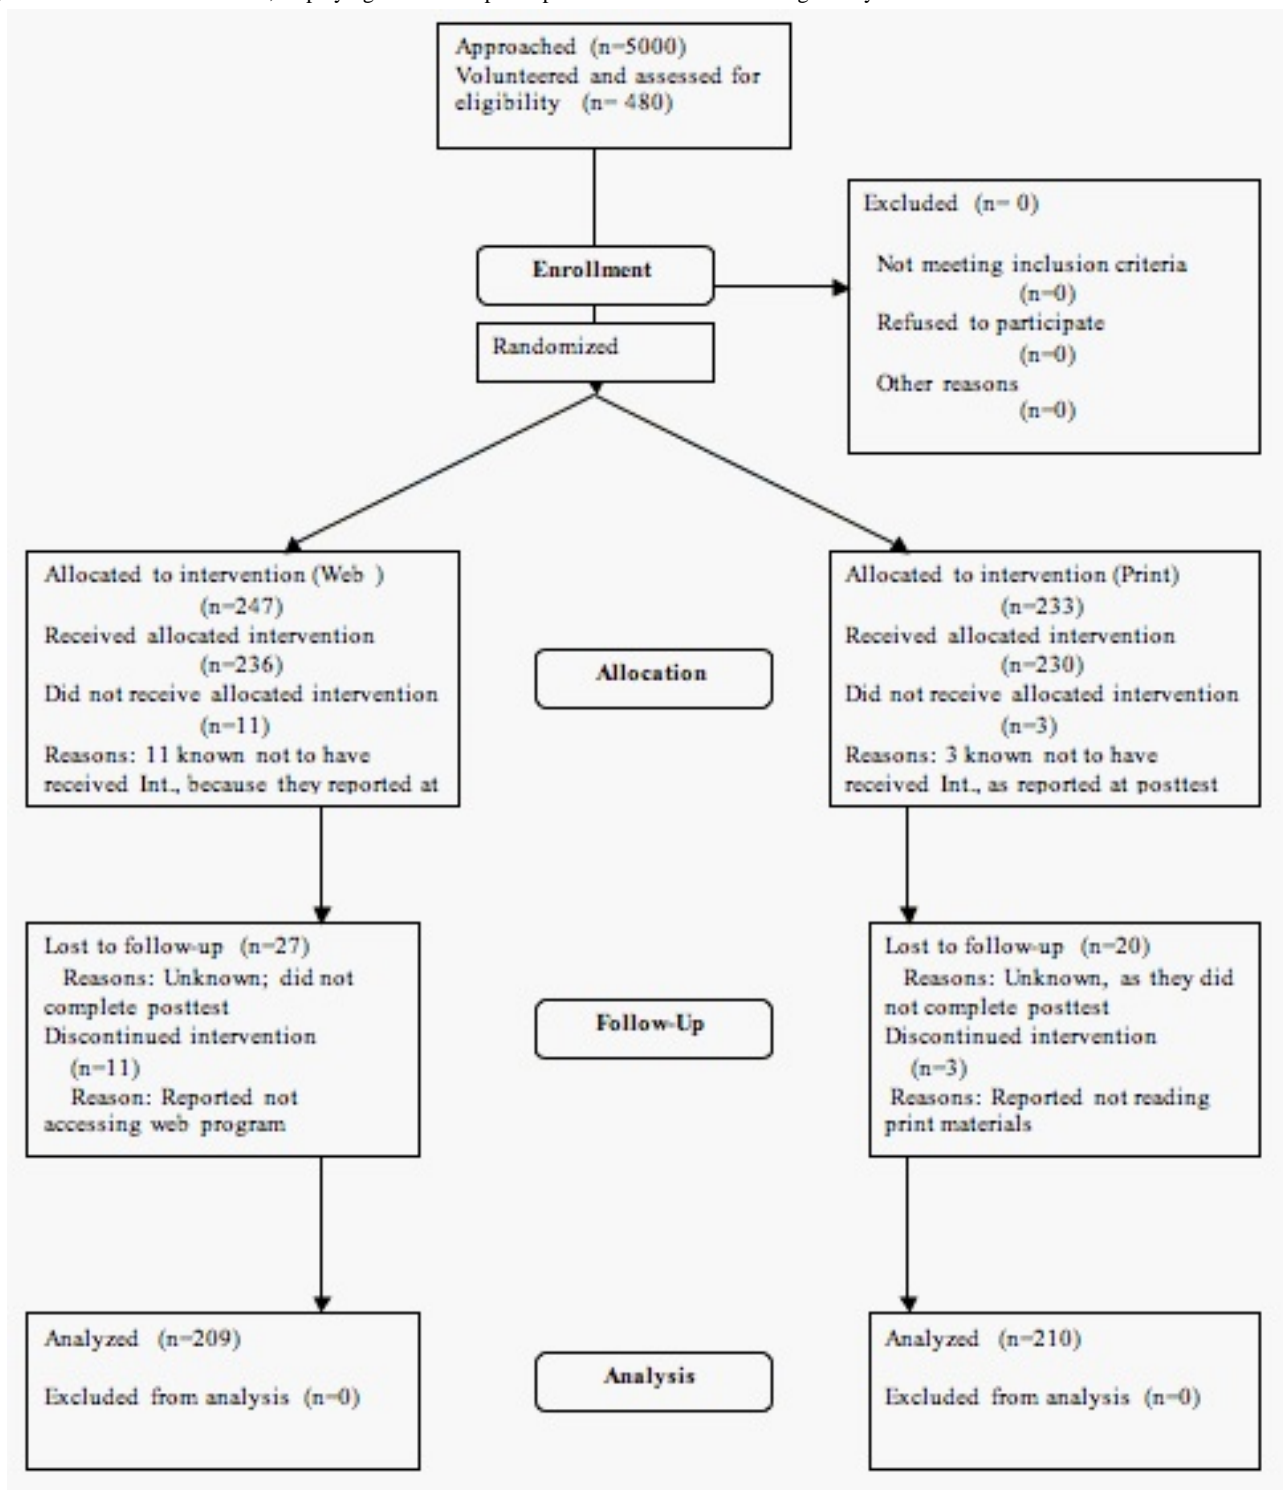 Approached (n=5000)
Volunteered and assessed for
eligibility (n= 480)
Excluded (n= 0)
Not meeting inclusion criteria
(n=0)
Refused to participate
(n=0)
Other reasons
(n=0)
Enrollment
Randomized
Allocated to intervention (Web )
(n=247)
Received allocated intervention
(n=236)
Did not receive allocated intervention
(n=11)
Reasons: 11 known not to have
received Int., because they reported at
Allocation
Allocated to intervention (Print)
(n=233)
Received allocated intervention
(n=230)
Did not receive allocated intervention
(n=3)
Reasons: 3 known not to have
received Int., as reported at posttest
Lost to follow-up (n=27)
Reasons: Unknown; did not
complete posttest
Discontinued intervention
(n=11)
Reason: Reported not
accessing web program
Follow-Up
Lost to follow-up (n=20)
Reasons: Unknown, as they did
not complete posttest
Discontinued intervention
(n=3)
Reasons: Reported not reading
print materials
Analyzed (n=209)
Excluded from analysis (n=0)
Analysis
Analyzed (n=210)
Excluded from analysis (n=0)